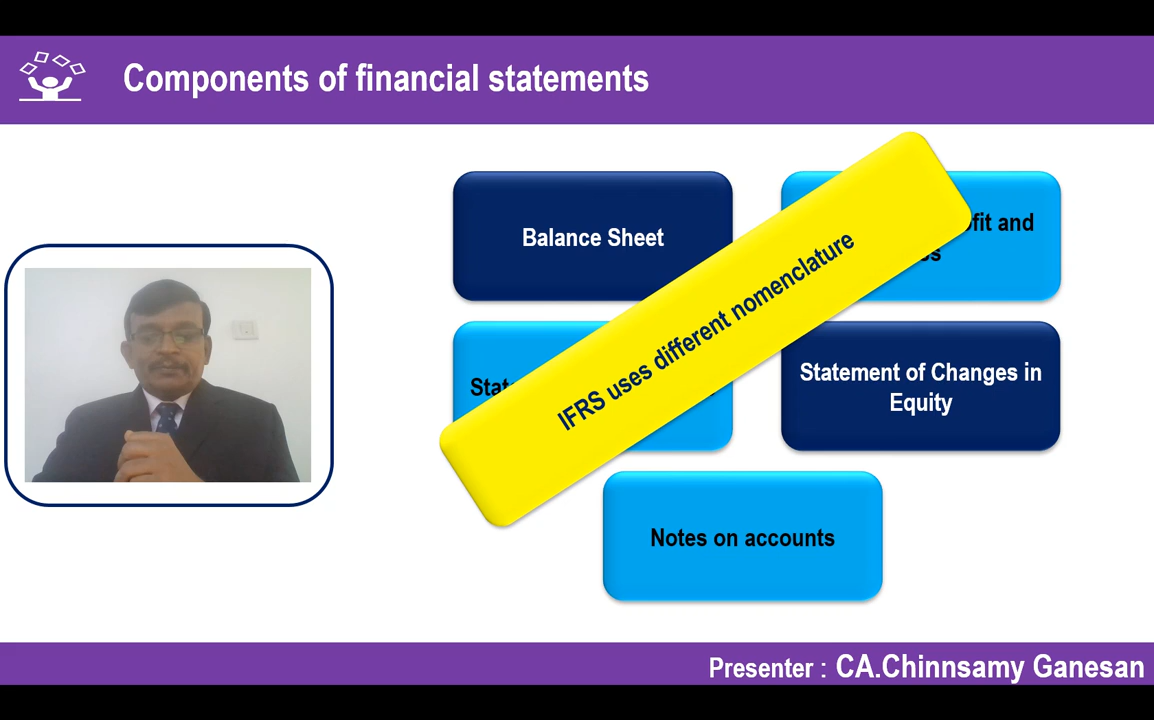 Components of financial statements
Balance Sheet
fit and
IFRS uses different nomenclature
Statement of Changes in
Equity
Notes on accounts
Presenter : CA.Chinnsamy Ganesan